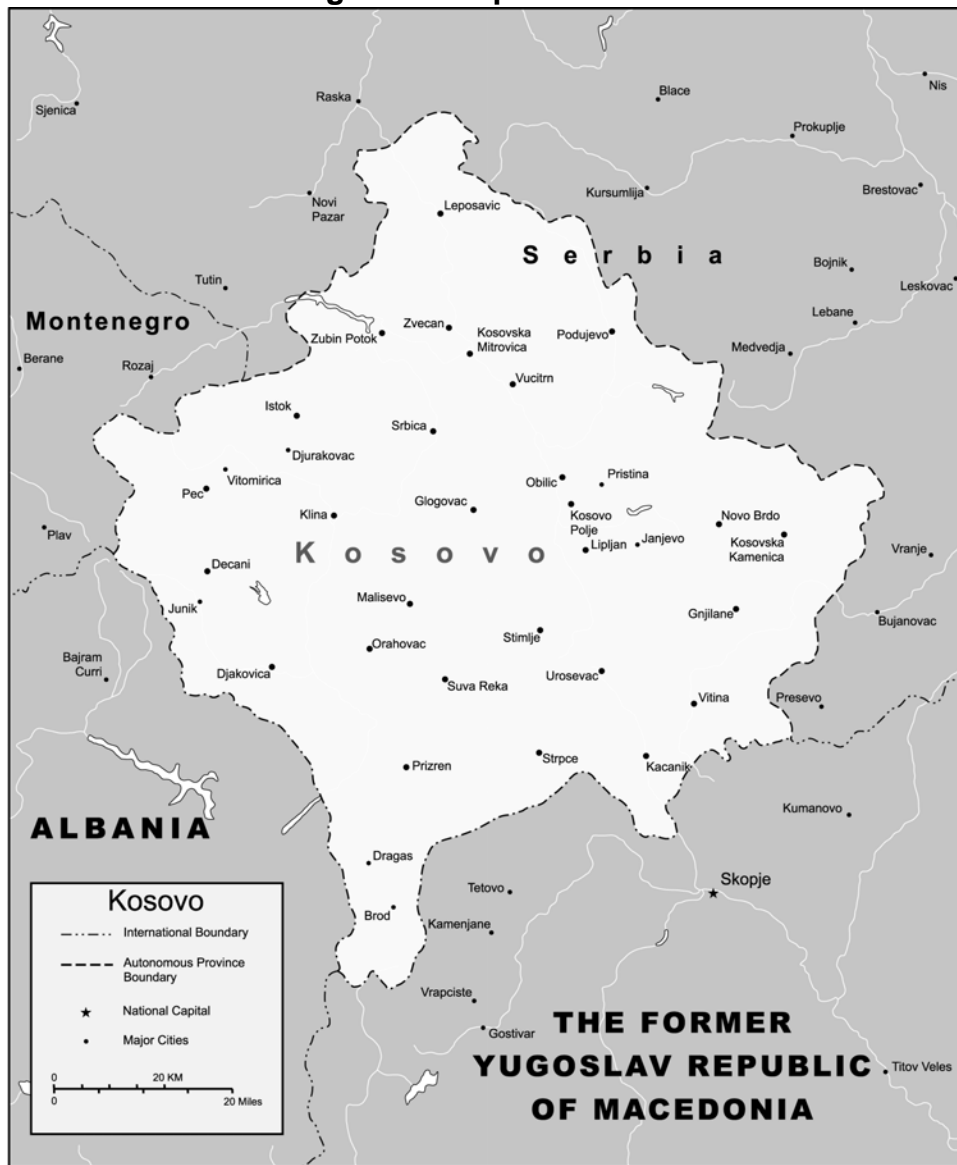 Sjenica
Raska
Blace
Nis
Prokuplje
Kursumlija
Brestovac
Novi
Pazar
Leposavic
Serbia
Bojnik
Tutin
Leskovac
Montenegro
Lebane
Zvecan
Zubin Potok
Kosovska
Mitrovica
Podujevo
Medvedja
Berane
Rozaj
Vucitrn
Istok
Srbica
Djurakovac
Vitomirica
Pec
Obilic
Pristina
Klina
Glogovac
Kosovo
Polje
Novo Brdo
Plav
Kosovo
Lipljan
Janjevo
Kosovska
Kamenica
Vranje
Decani
Junik
Malisevo
Gnjilane
Bujanovac
Stimlje
Orahovac
Bajram
Curri
Djakovica
Suva Reka
Urosevac
Vitina
Presevo
Prizren
Strpce
Kacanik
Kumanovo
ALBANIA
Dragas
Skopje
Tetovo
Brod
Kamenjane
Vrapciste
Gostivar
THE FORMER
YUGOSLAV REPUBLIC
OF MACEDONIA
Titov Veles
Kosovo
International Boundary
Autonomous Province
Boundary
National Capital
Major Cities
0 20 KM
0 20 Miles